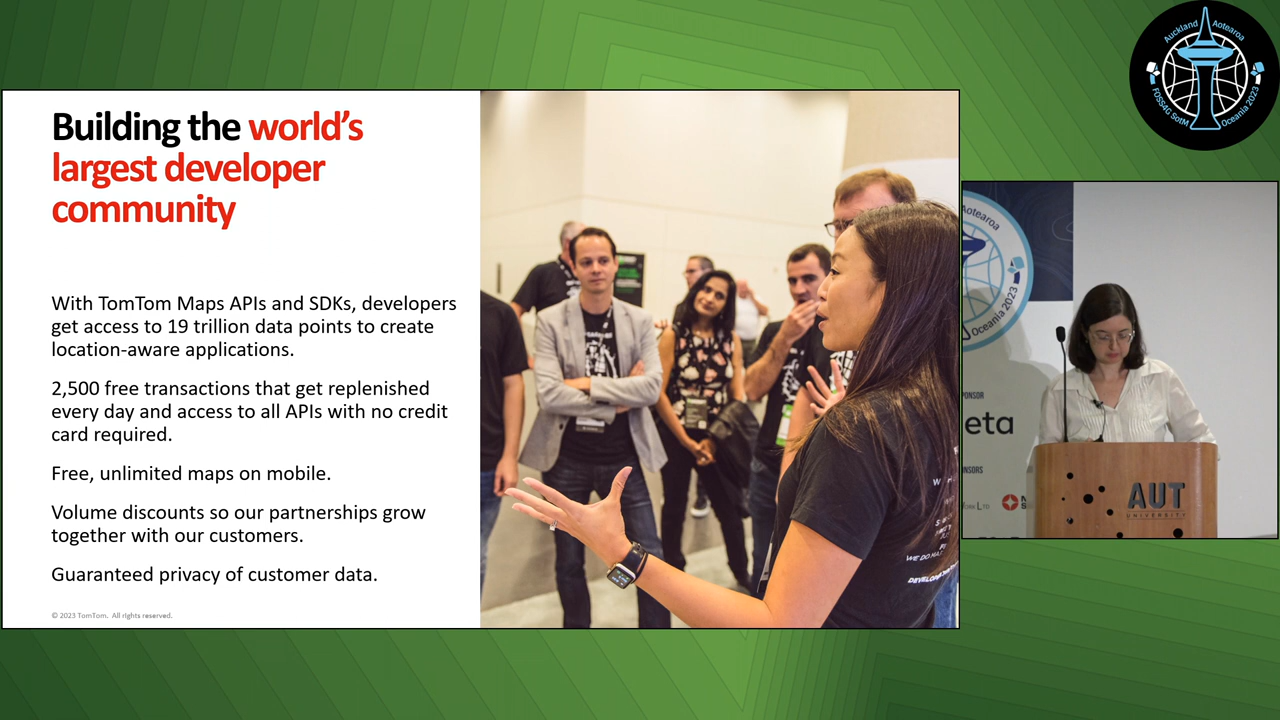 Building the world's
largest developer
community
With TomTom Maps APIs and SDKs, developers
get access to 19 trillion data points to create
location-aware applications.
2,500 free transactions that get replenished
every day and access to all APIs with no credit
card required.
Free, unlimited maps on mobile.
Volume discounts so our partnerships grow
together with our customers.
Guaranteed privacy of customer data.
© 2023 TomTom. All rights reserved.
Auckland Aotearoa
FOSS4G SotM Oceania 2023
Aotearoa
Oceania 2023
eta
AUT
UNIVERSITY